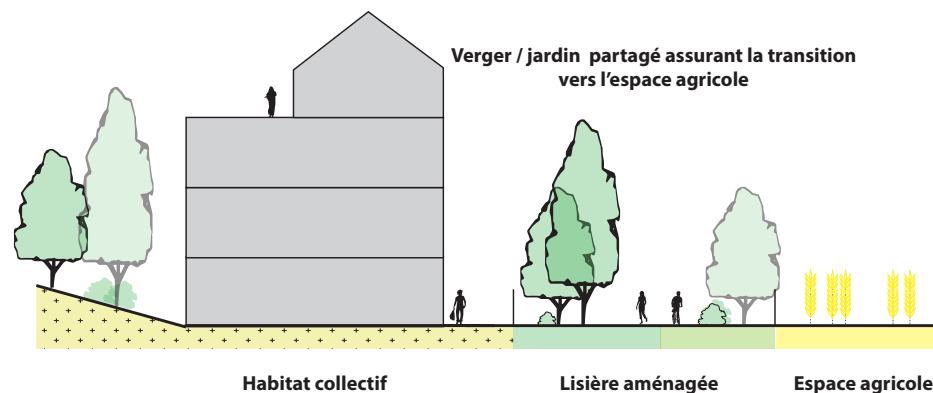 Verger / jardin partagé assurant la transition
vers l'espace agricole
Habitat collectif
Lisière aménagée
Espace agricole